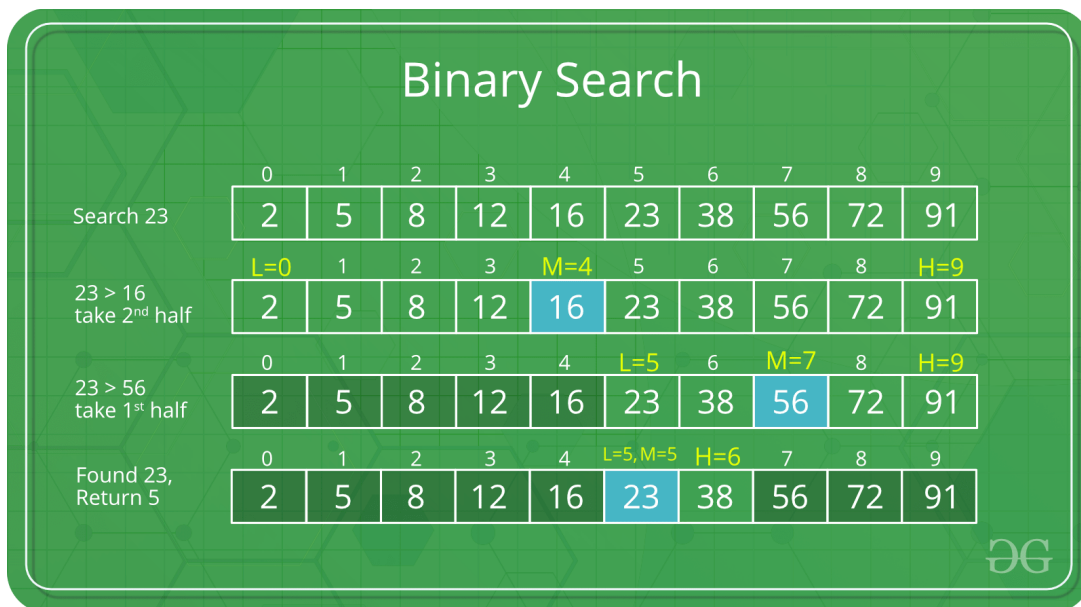 Binary Search
0 1 2 3 4 5 6 7 8 9
Search 23 2 5 8 12 16 23 38 56 72 91
L=0 1 2 3 M=4 5 6 7 8 H=9
23 > 16
take 2nd half 2 5 8 12 16 23 38 56 72 91
0 1 2 3 4 L=5 6 M=7 8 H=9
23 > 56
take 1st half 2 5 8 12 16 23 38 56 72 91
0 1 2 3 4 L=5, M=5 H=6 7 8 9
Found 23,
Return 5 2 5 8 12 16 23 38 56 72 91